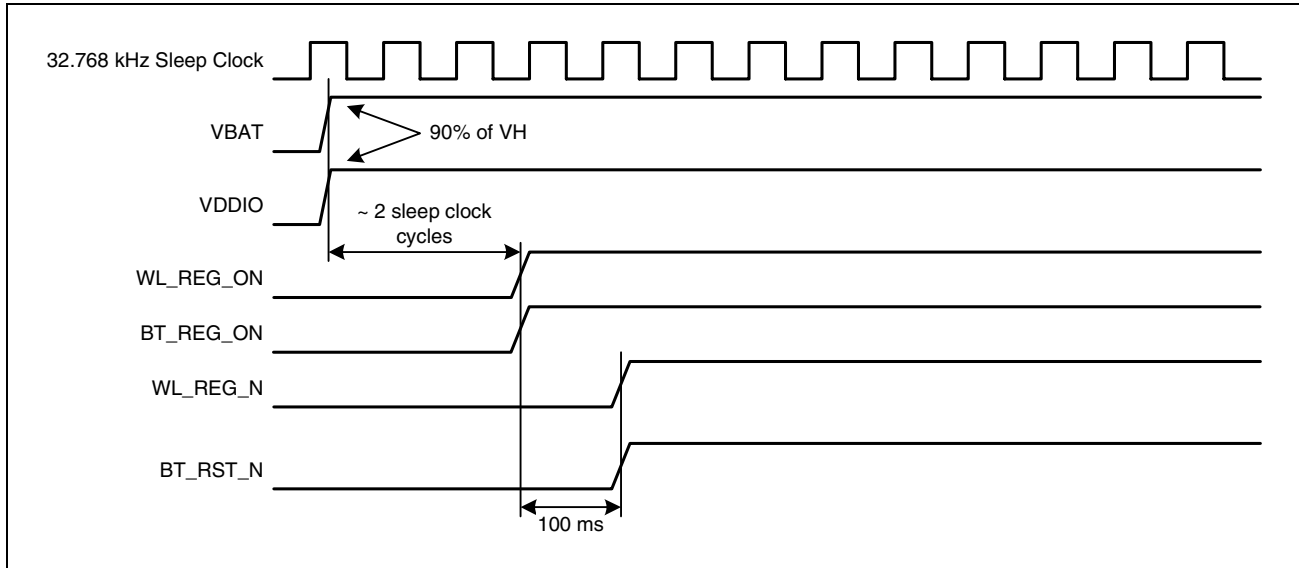 32.768 kHz Sleep Clock
VBAT
90% of VH
VDDIO
~ 2 sleep clock
cycles
WL_REG_ON
BT_REG_ON
WL_REG_N
BT_RST_N
100 ms